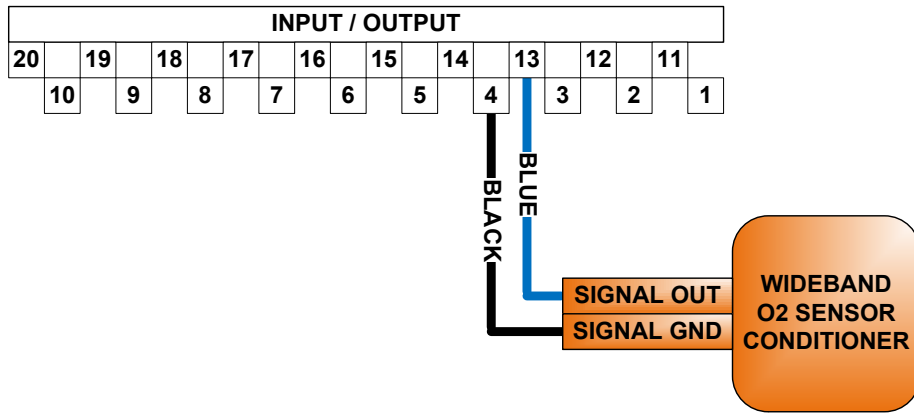 INPUT / OUTPUT
20 19 18 17 16 15 14 13 12 11
10 9 8 7 6 5 4 3 2 1
BLACK
BLUE
SIGNAL OUT
SIGNAL GND
WIDEBAND
O2 SENSOR
CONDITIONER